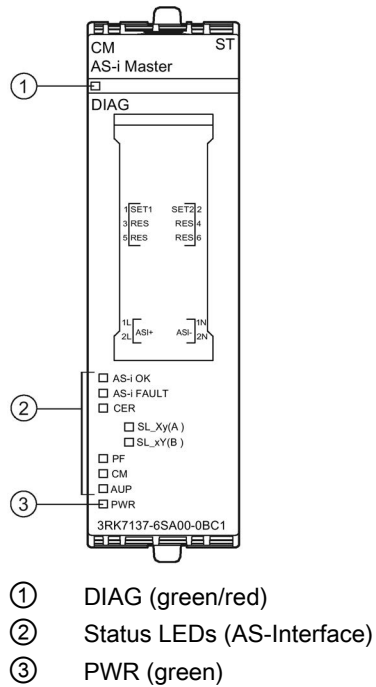 CM ST
AS-i Master
①
DIAG
1 SET1 SET2 2
3 RES RES 4
5 RES RES 6
1L ASI+ ASI- 1N
2L 2N
AS-i OK
AS-i FAULT
② CER
SL_Xy(A )
SL_xY(B )
PF
CM
AUP
③ PWR
3RK7137-6SA00-0BC1
① DIAG (green/red)
② Status LEDs (AS-Interface)
③ PWR (green)